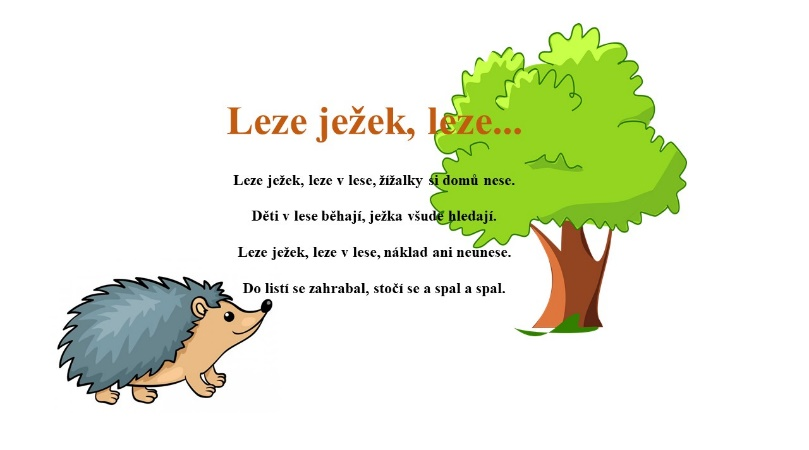 Leze ježek, leze...
Leze ježek, leze v lese, žížalky si domů nese.
Děti v lese běhají, ježka všude hledají.
Leze ježek, leze v lese, náklad ani neunese.
Do listí se zahrabal, stočí se a spal a spal.